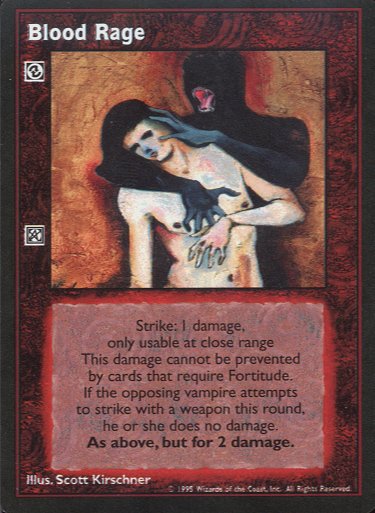 Blood Rage
Strike: 1 damage,
only usable at close range
This damage cannot be prevented
by cards that require Fortitude.
If the opposing vampire attempts
to strike with a weapon this round,
he or she does no damage.
As above, but for 2 damage.
Illus. Scott Kirschner
© 1995 Wizards of the Coast, Inc. All Rights Reserved.